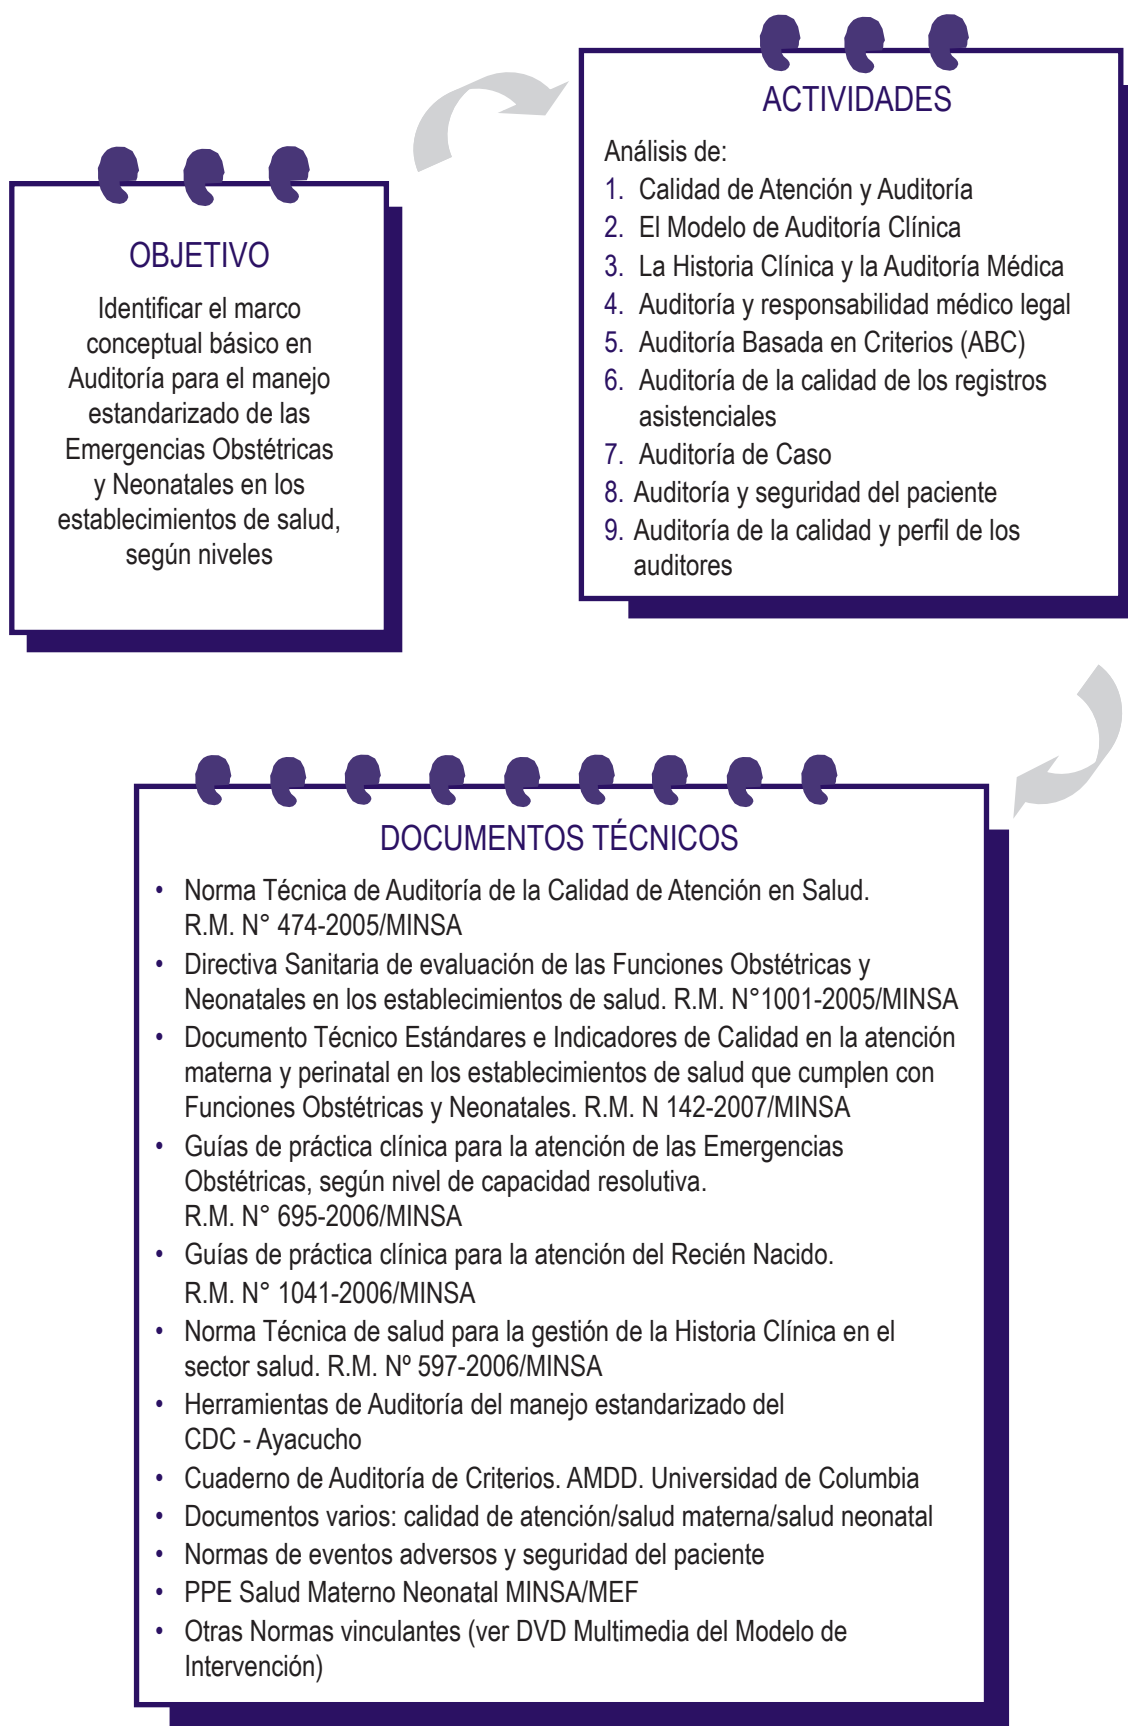 OBJETIVO
Identificar el marco
conceptual básico en
Auditoría para el manejo
estandarizado de las
Emergencias Obstétricas
y Neonatales en los
establecimientos de salud,
según niveles
ACTIVIDADES
Análisis de:
1. Calidad de Atención y Auditoría
2. El Modelo de Auditoría Clínica
3. La Historia Clínica y la Auditoría Médica
4. Auditoría y responsabilidad médico legal
5. Auditoría Basada en Criterios (ABC)
6. Auditoría de la calidad de los registros
asistenciales
7. Auditoría de Caso
8. Auditoría y seguridad del paciente
9. Auditoría de la calidad y perfil de los
auditores
DOCUMENTOS TÉCNICOS
• Norma Técnica de Auditoría de la Calidad de Atención en Salud.
R.M. N° 474-2005/MINSA
• Directiva Sanitaria de evaluación de las Funciones Obstétricas y
Neonatales en los establecimientos de salud. R.M. N°1001-2005/MINSA
• Documento Técnico Estándares e Indicadores de Calidad en la atención
materna y perinatal en los establecimientos de salud que cumplen con
Funciones Obstétricas y Neonatales. R.M. N 142-2007/MINSA
• Guías de práctica clínica para la atención de las Emergencias
Obstétricas, según nivel de capacidad resolutiva.
R.M. N° 695-2006/MINSA
• Guías de práctica clínica para la atención del Recién Nacido.
R.M. N° 1041-2006/MINSA
• Norma Técnica de salud para la gestión de la Historia Clínica en el
sector salud. R.M. Nº 597-2006/MINSA
• Herramientas de Auditoría del manejo estandarizado del
CDC - Ayacucho
• Cuaderno de Auditoría de Criterios. AMDD. Universidad de Columbia
• Documentos varios: calidad de atención/salud materna/salud neonatal
• Normas de eventos adversos y seguridad del paciente
• PPE Salud Materno Neonatal MINSA/MEF
• Otras Normas vinculantes (ver DVD Multimedia del Modelo de
Intervención)